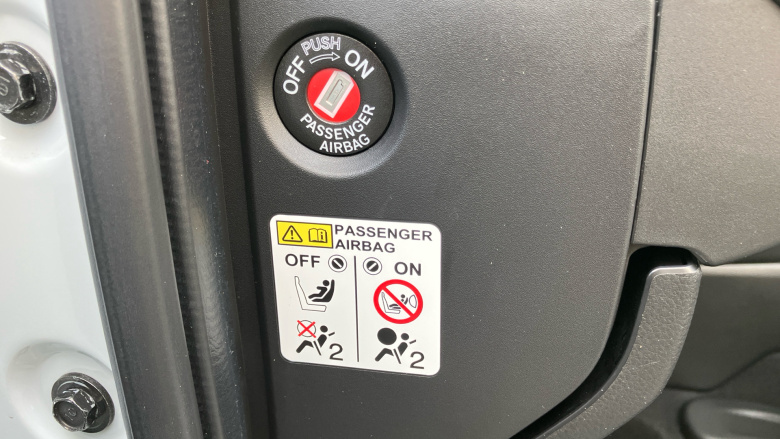 PUSH
OFF ON
PASSENGER
AIRBAG
PASSENGER
AIRBAG
OFF ON
2 2